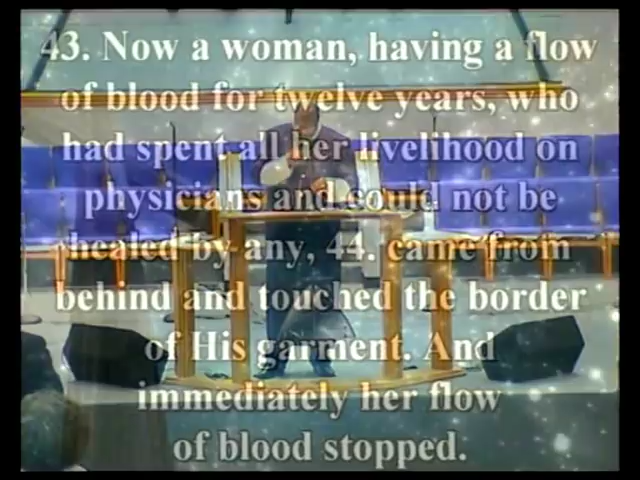 43. Now a woman, having a flow
of blood for twelve years, who
had spent all her livelihood on
physicians and could not be
healed by any, 44. came from
behind and touched the border
of His garment. And
immediately her flow
of blood stopped.